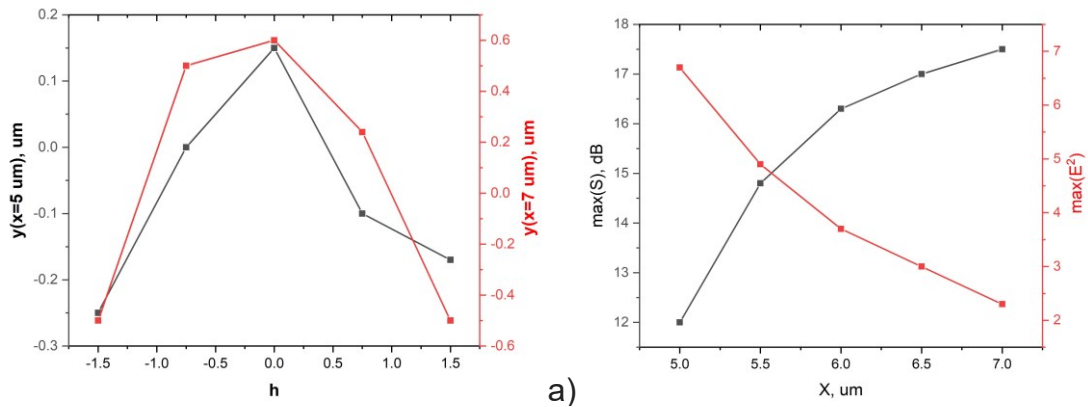 0.2
0.1
0.0
-0.1
-0.2
-0.3
y(x=5 um), um
-1.5 -1.0 -0.5 0.0 0.5 1.0 1.5
h
0.6
0.4
0.2
0.0
-0.2
-0.4
-0.6
y(x=7 um), um
a)
18
17
16
15
14
13
12
max(S), dB
5.0 5.5 6.0 6.5 7.0
X, um
7
6
5
4
3
2
max(E²)